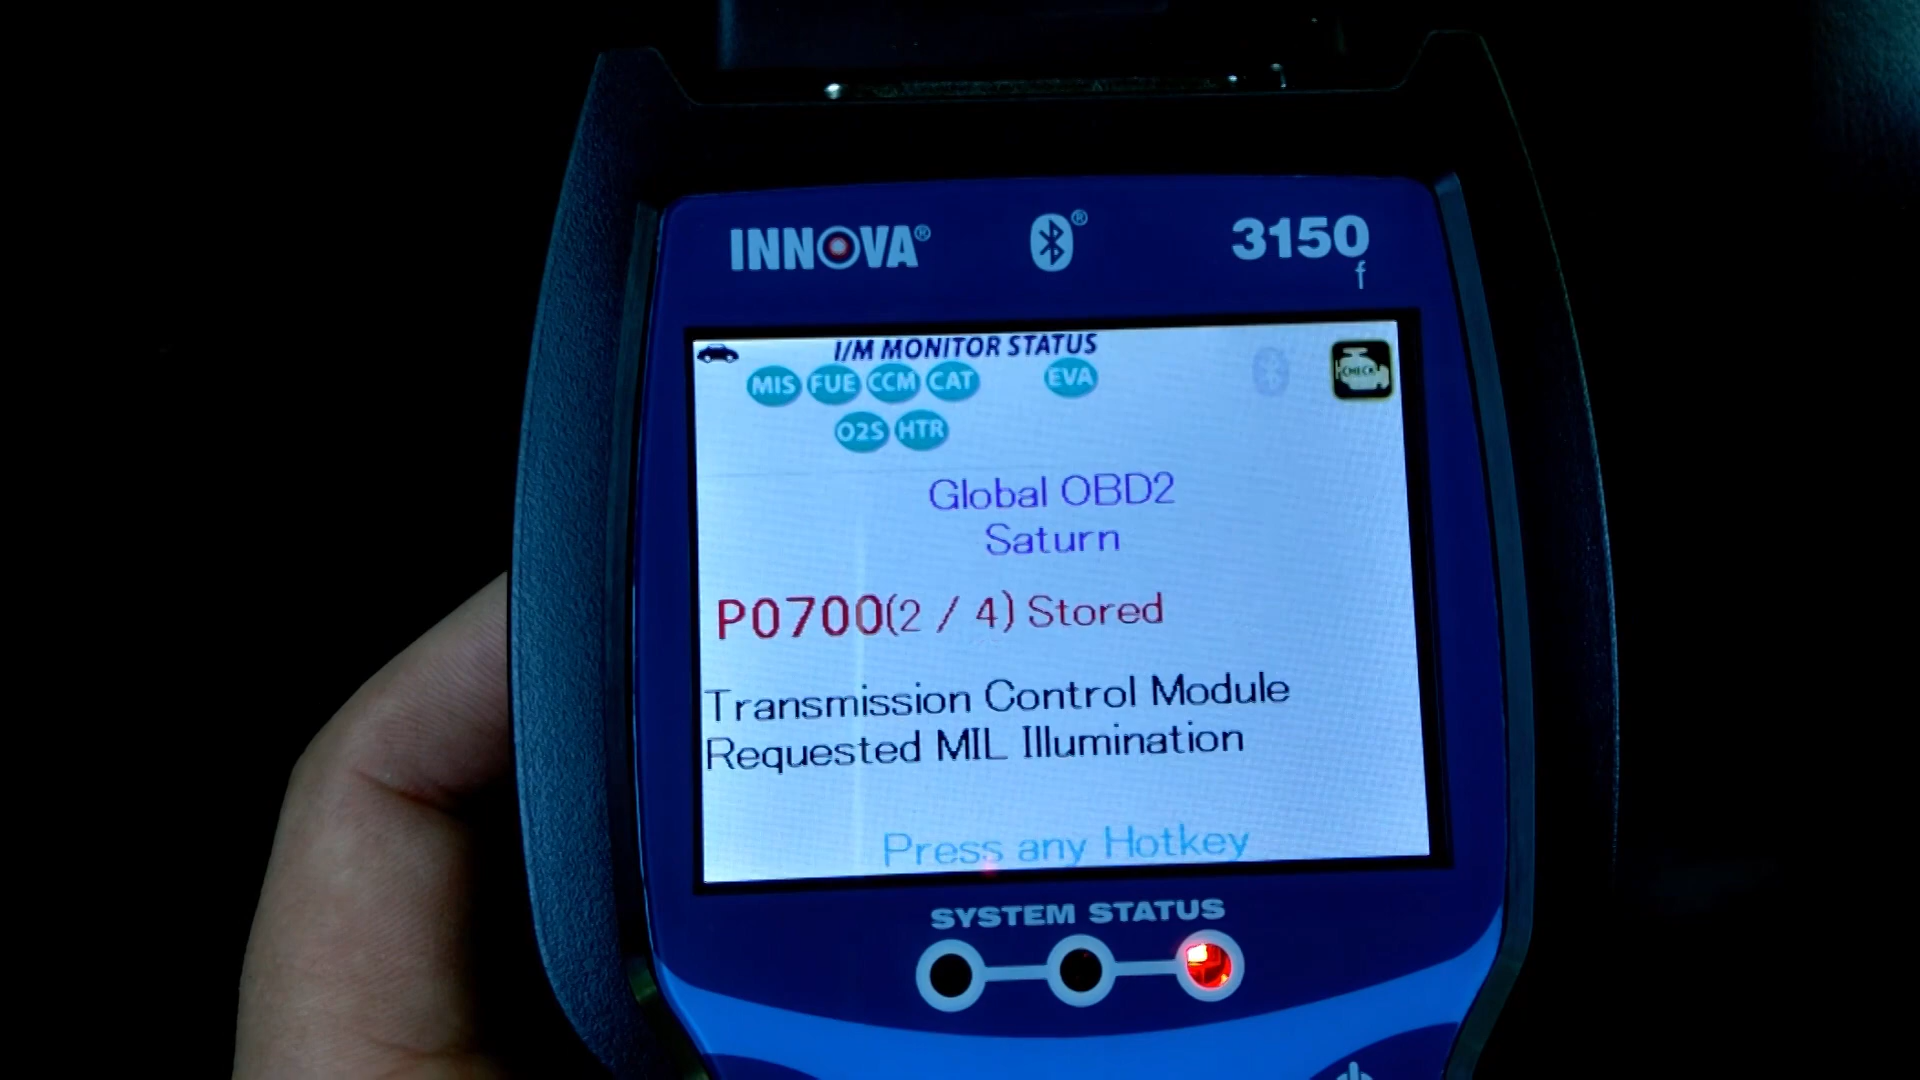 INNOVA® ® 3150
f
I/M MONITOR STATUS
MIS FUE CCM CAT EVA
CHECK
O2S HTR
Global OBD2
Saturn
P0700(2 / 4) Stored
Transmission Control Module
Requested MIL Illumination
Press any Hotkey
SYSTEM STATUS